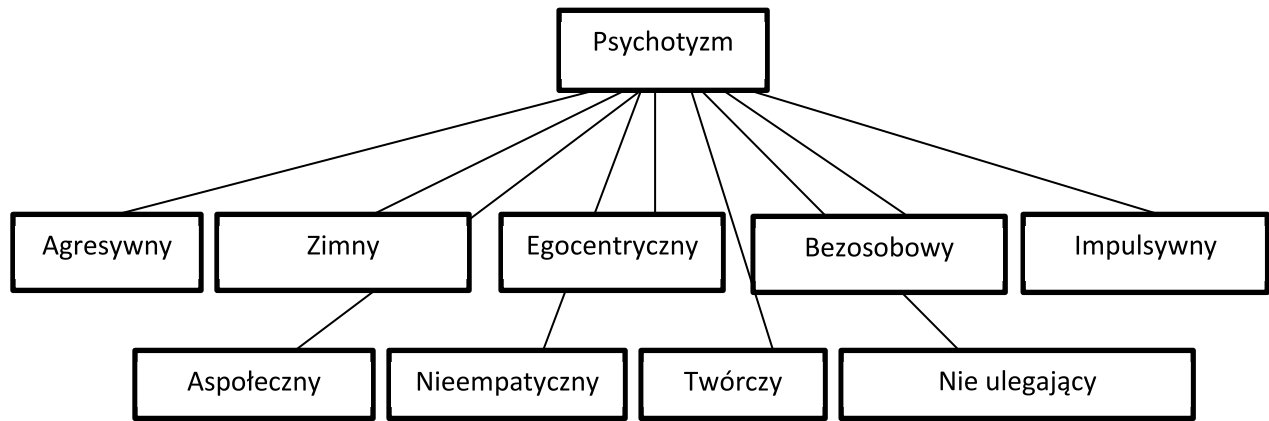 Psychotyzm
Agresywny
Zimny
Egocentryczny
Bezosobowy
Impulsywny
Aspołeczny
Nieempatyczny
Twórczy
Nie ulegający